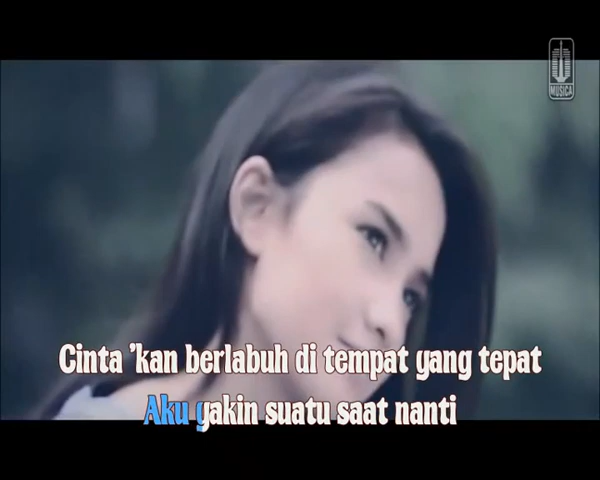 MUSICA
Cinta 'kan berlabuh di tempat yang tepat
Aku yakin suatu saat nanti